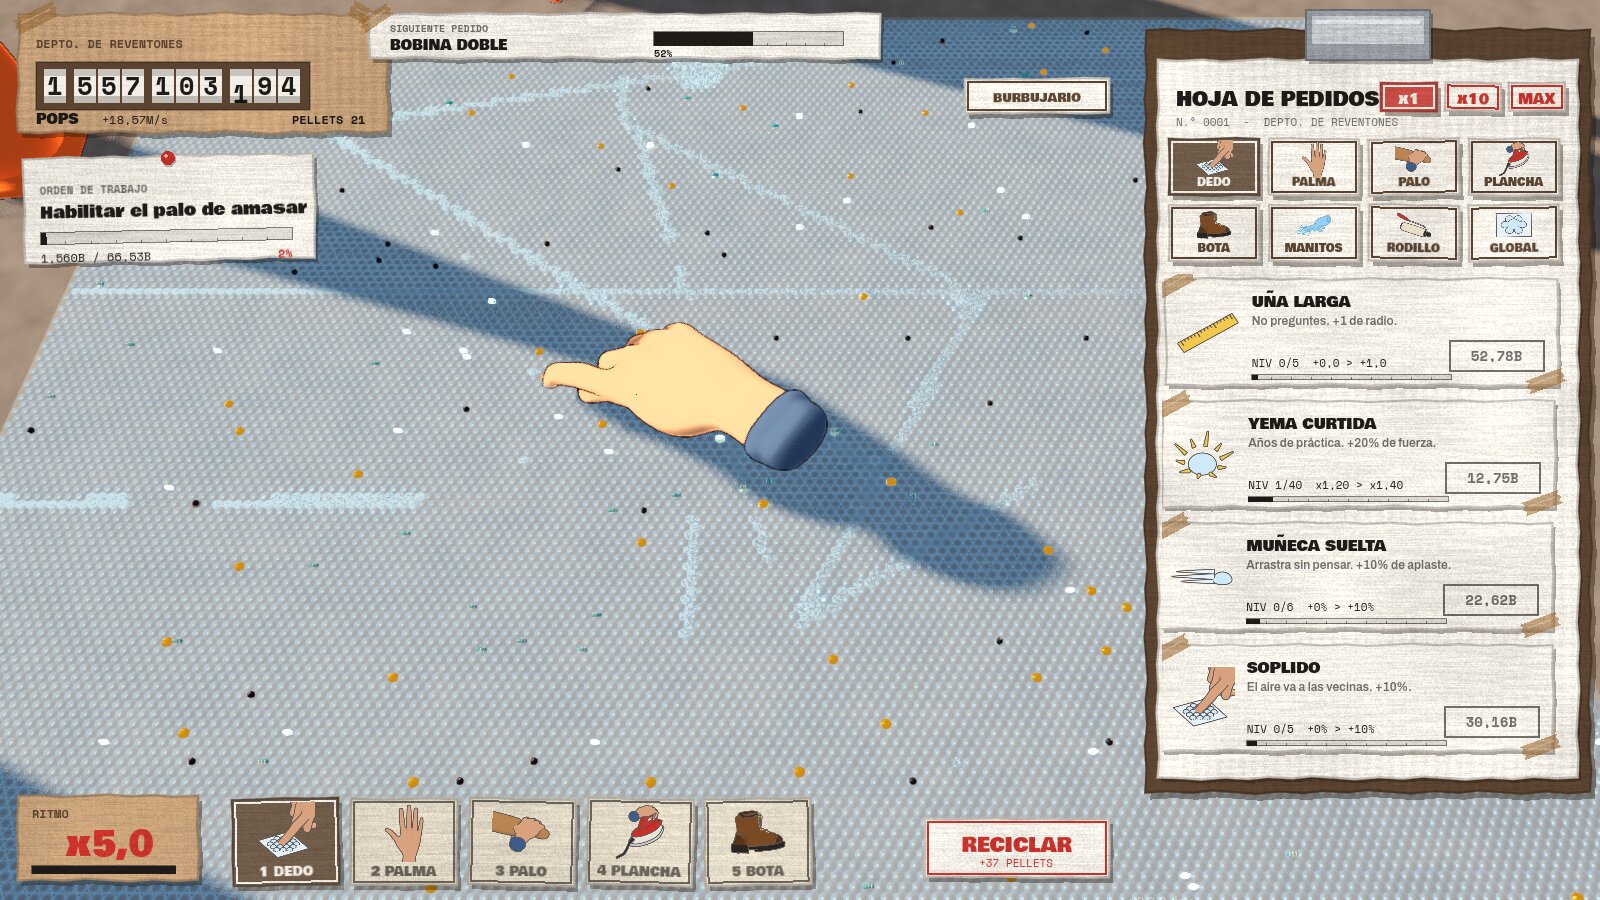 DEPTO. DE REVENTONES
1 557 103 194
POPS +18,57M/s PELLETS 21
SIGUIENTE PEDIDO
BOBINA DOBLE
52%
BURBUJARIO
ORDEN DE TRABAJO
Habilitar el palo de amasar
1,560B / 66,53B 2%
HOJA DE PEDIDOS x1 x10 MAX
N.° 0001 - DEPTO. DE REVENTONES
DEDO PALMA PALO PLANCHA
BOTA MANITOS RODILLO GLOBAL
UÑA LARGA
No preguntes. +1 de radio.
NIV 0/5 +0,0 > +1,0 52,78B
YEMA CURTIDA
Años de práctica. +20% de fuerza.
NIV 1/40 x1,20 > x1,40 12,75B
MUÑECA SUELTA
Arrastra sin pensar. +10% de aplaste.
NIV 0/6 +0% > +10% 22,62B
SOPLIDO
El aire va a las vecinas. +10%.
NIV 0/5 +0% > +10% 30,16B
RITMO
x5,0
1 DEDO 2 PALMA 3 PALO 4 PLANCHA 5 BOTA
RECICLAR
+37 PELLETS